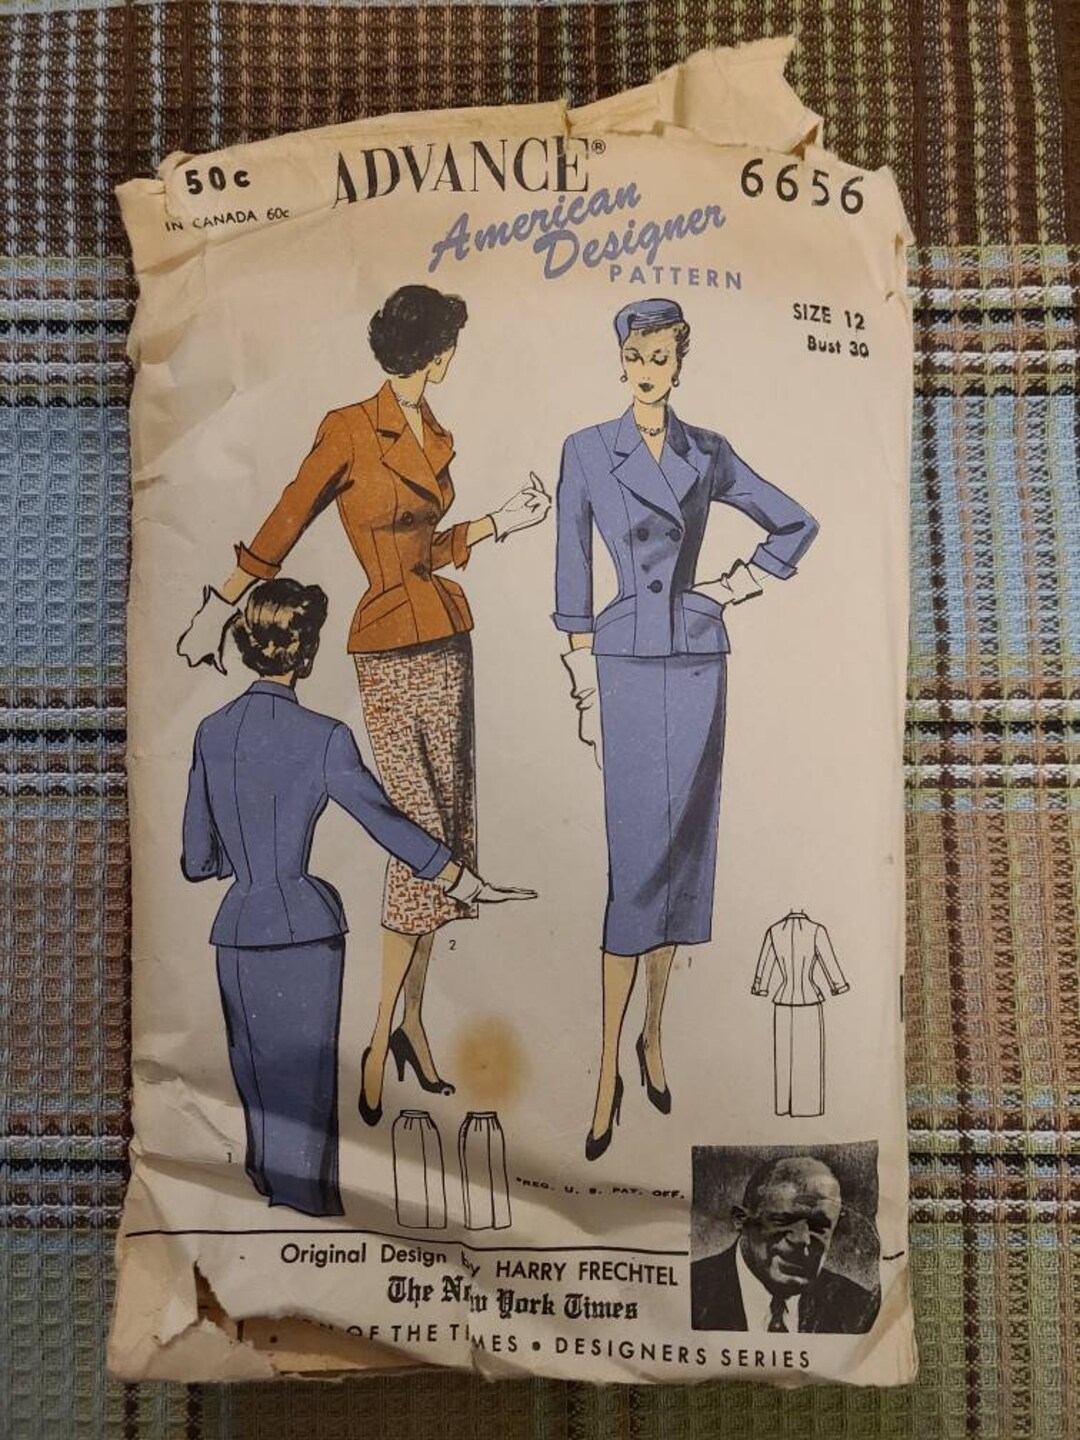 50c
IN CANADA 60c
ADVANCE®
6656
American
Designer
PATTERN
SIZE 12
Bust 30
2
1
1
*REG. U. S. PAT. OFF.
Original Design by HARRY FRECHTEL
The New York Times
OF THE TIMES • DESIGNERS SERIES